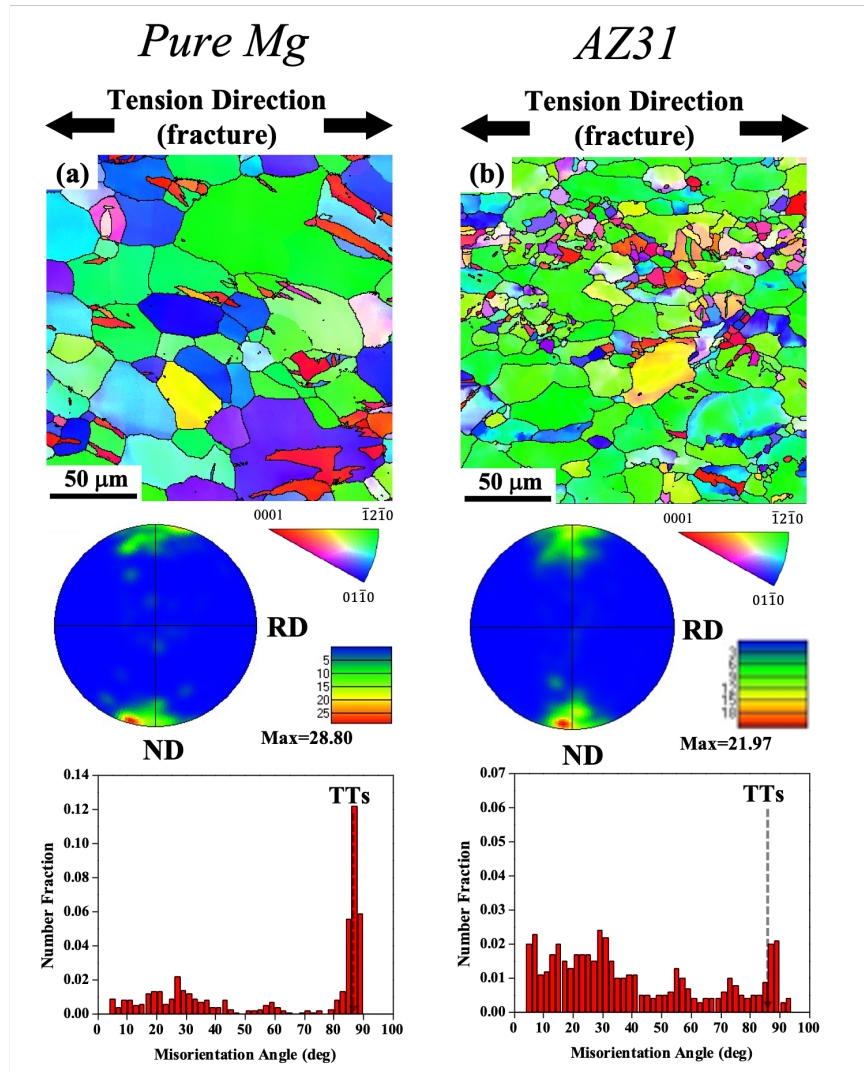 Pure Mg
AZ31
Tension Direction
(fracture)
Tension Direction
(fracture)
(a)
(b)
50 μm
50 μm
0001
1̄21̄0
011̄0
0001
1̄21̄0
011̄0
RD
RD
5
10
15
20
25
Max=28.80
Max=21.97
ND
ND
TTs
0.14
0.12
0.09
0.06
0.04
0.02
0.00
Number Fraction
0 10 20 30 40 50 60 70 80 90 100
Misorientation Angle (deg)
TTs
0.07
0.06
0.05
0.04
0.03
0.02
0.01
0.00
Number Fraction
0 10 20 30 40 50 60 70 80 90 100
Misorientation Angle (deg)